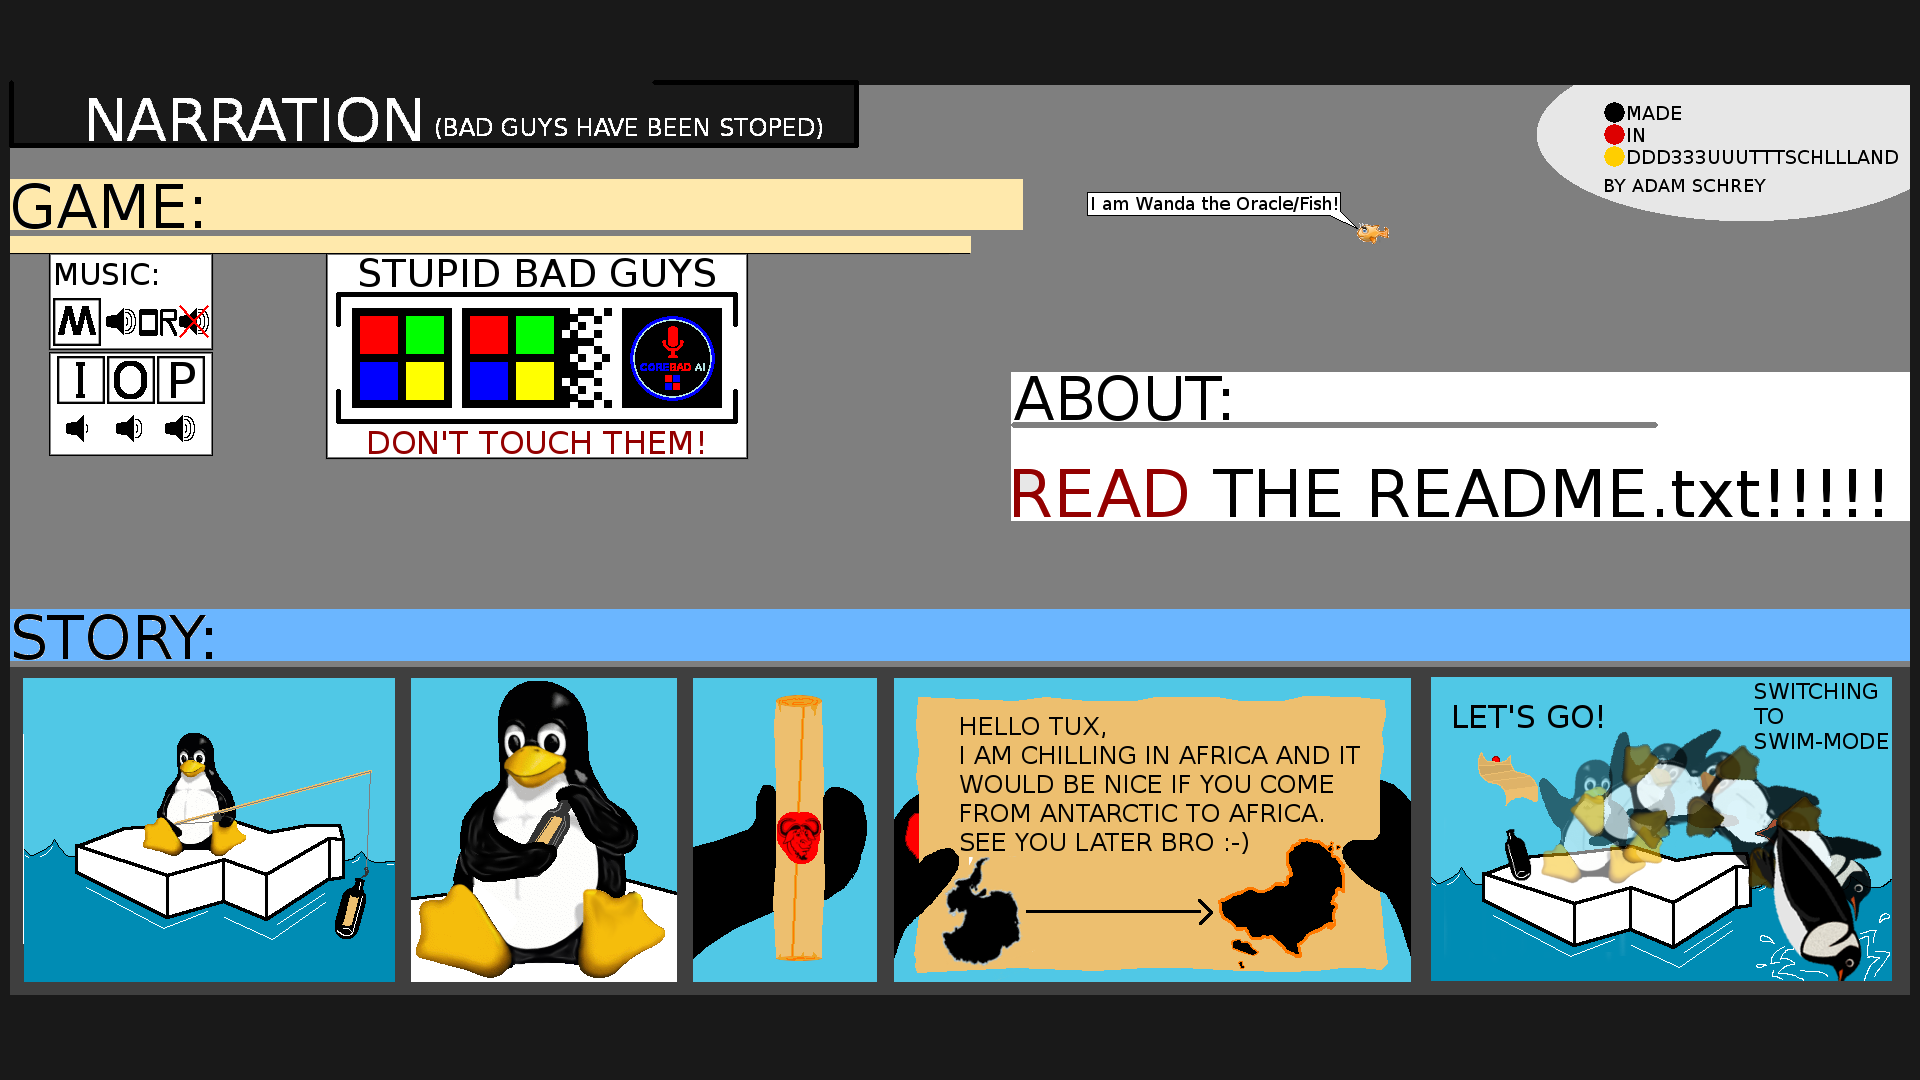 NARRATION (BAD GUYS HAVE BEEN STOPED)
MADE
IN
DDD333UUUTTTSCHLLLAND
BY ADAM SCHREY
GAME:
I am Wanda the Oracle/Fish!
MUSIC:
M OR
I O P
STUPID BAD GUYS
COREBAD AI
DON'T TOUCH THEM!
ABOUT:
READ THE README.txt!!!!!
STORY:
HELLO TUX,
I AM CHILLING IN AFRICA AND IT
WOULD BE NICE IF YOU COME
FROM ANTARCTIC TO AFRICA.
SEE YOU LATER BRO :-)
LET'S GO!
SWITCHING
TO
SWIM-MODE